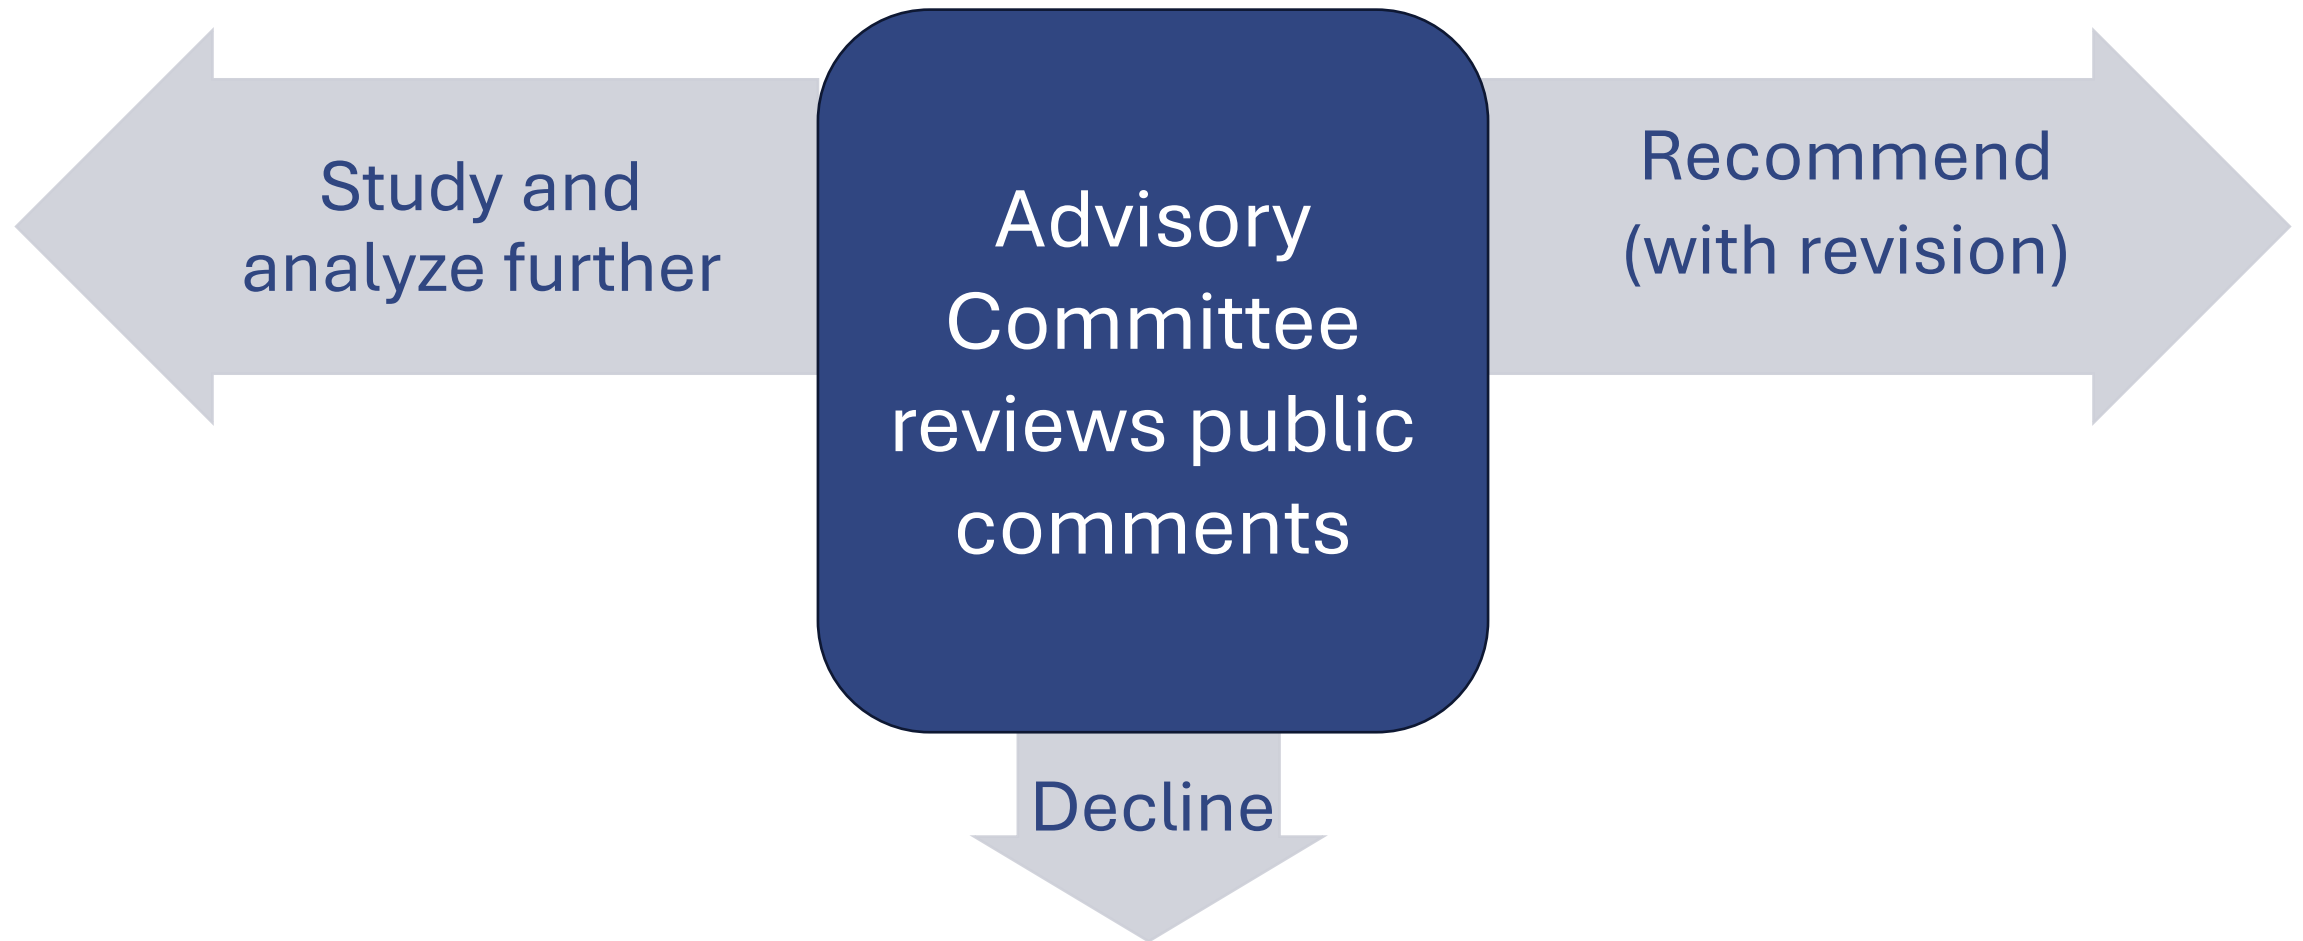 Study and
analyze further
Advisory
Committee
reviews public
comments
Recommend
(with revision)
Decline